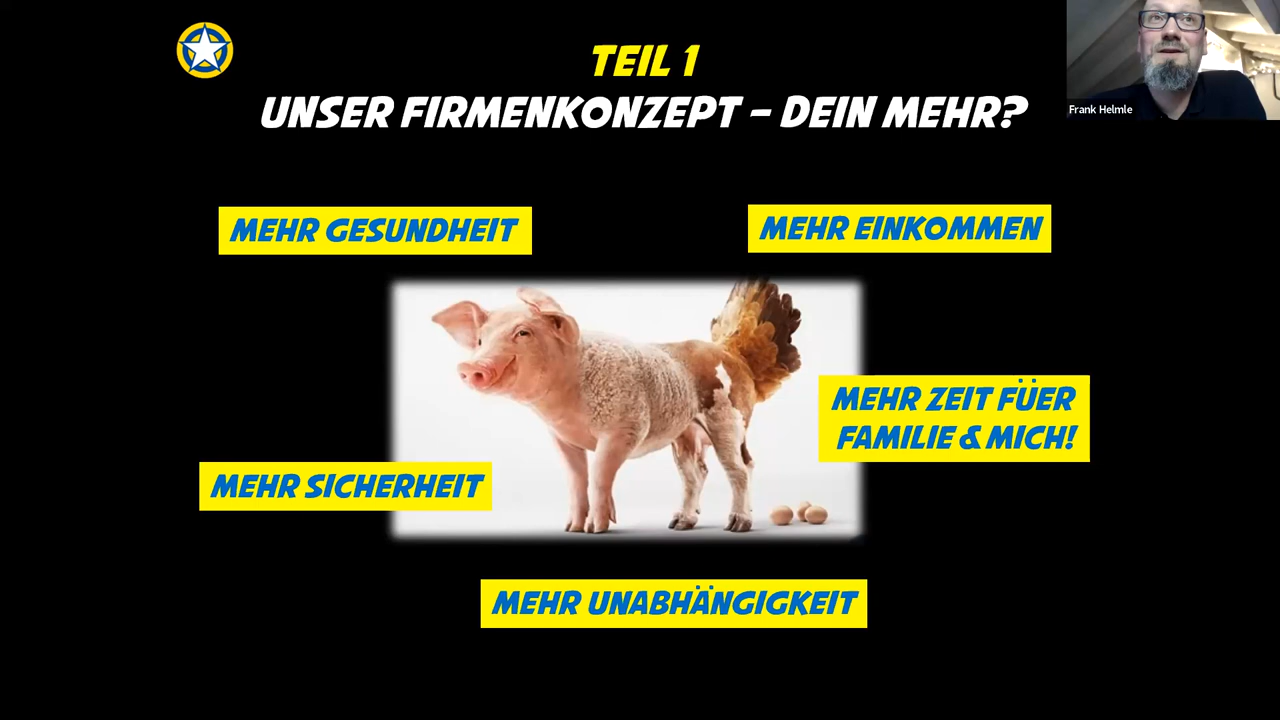 TEIL 1
UNSER FIRMENKONZEPT – DEIN MEHR?
Frank Helmle
MEHR GESUNDHEIT
MEHR EINKOMMEN
MEHR ZEIT FÜER
FAMILIE & MICH!
MEHR SICHERHEIT
MEHR UNABHÄNGIGKEIT